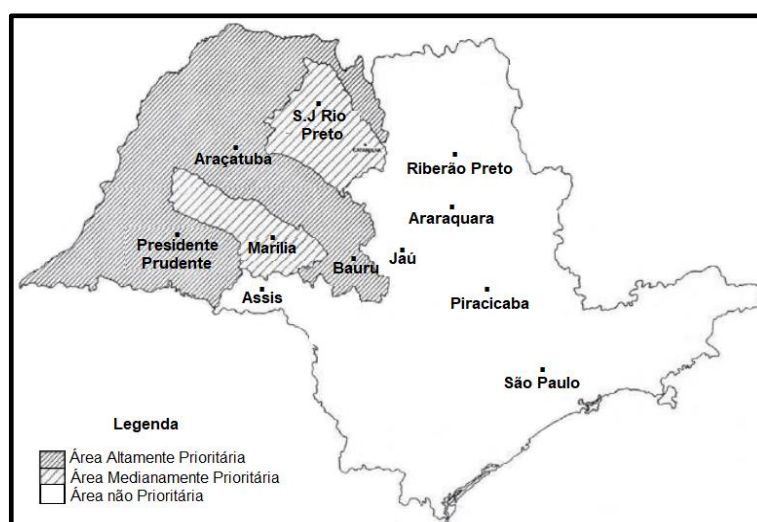 S.J Rio
Preto
Araçatuba
Riberão Preto
Araraquara
Presidente
Prudente
Marília
Bauru
Jaú
Assis
Piracicaba
São Paulo
Legenda
Área Altamente Prioritária
Área Medianamente Prioritária
Área não Prioritária